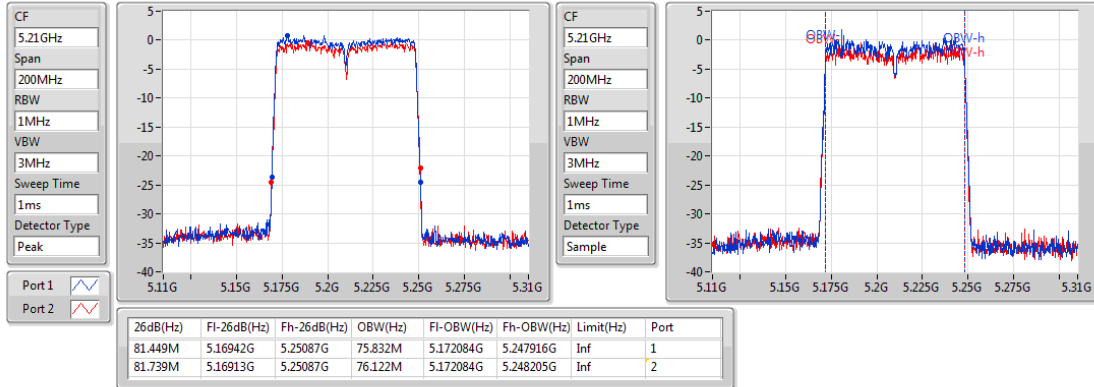 CF
5.21GHz
Span
200MHz
RBW
1MHz
VBW
3MHz
Sweep Time
1ms
Detector Type
Peak
Port 1
Port 2
5
0
-5
-10
-15
-20
-25
-30
-35
-40
5.11G 5.15G 5.175G 5.2G 5.225G 5.25G 5.275G 5.31G
CF
5.21GHz
Span
200MHz
RBW
1MHz
VBW
3MHz
Sweep Time
1ms
Detector Type
Sample
5
0
-5
-10
-15
-20
-25
-30
-35
-40
OBW-h
5.11G 5.15G 5.175G 5.2G 5.225G 5.25G 5.275G 5.31G
26dB(Hz) Fl-26dB(Hz) Fh-26dB(Hz) OBW(Hz) Fl-OBW(Hz) Fh-OBW(Hz) Limit(Hz) Port
81.449M 5.16942G 5.25087G 75.832M 5.172084G 5.247916G Inf 1
81.739M 5.16913G 5.25087G 76.122M 5.172084G 5.248205G Inf 2